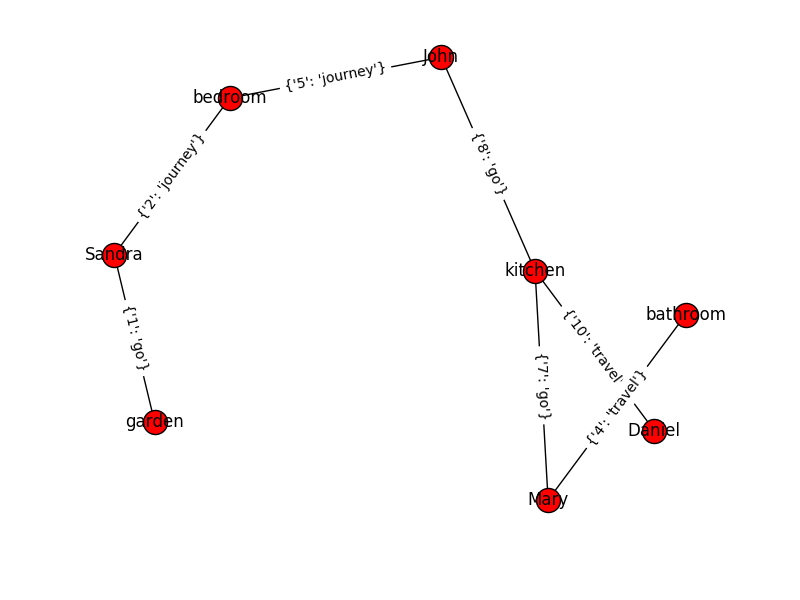 John
bedroom
{'5': 'journey'}
{'8': 'go'}
{'2': 'journey'}
Sandra
kitchen
bathroom
{'1': 'go'}
{'10': 'travel'
{'7': 'go'}
{'4': 'travel'}
garden
Daniel
Mary